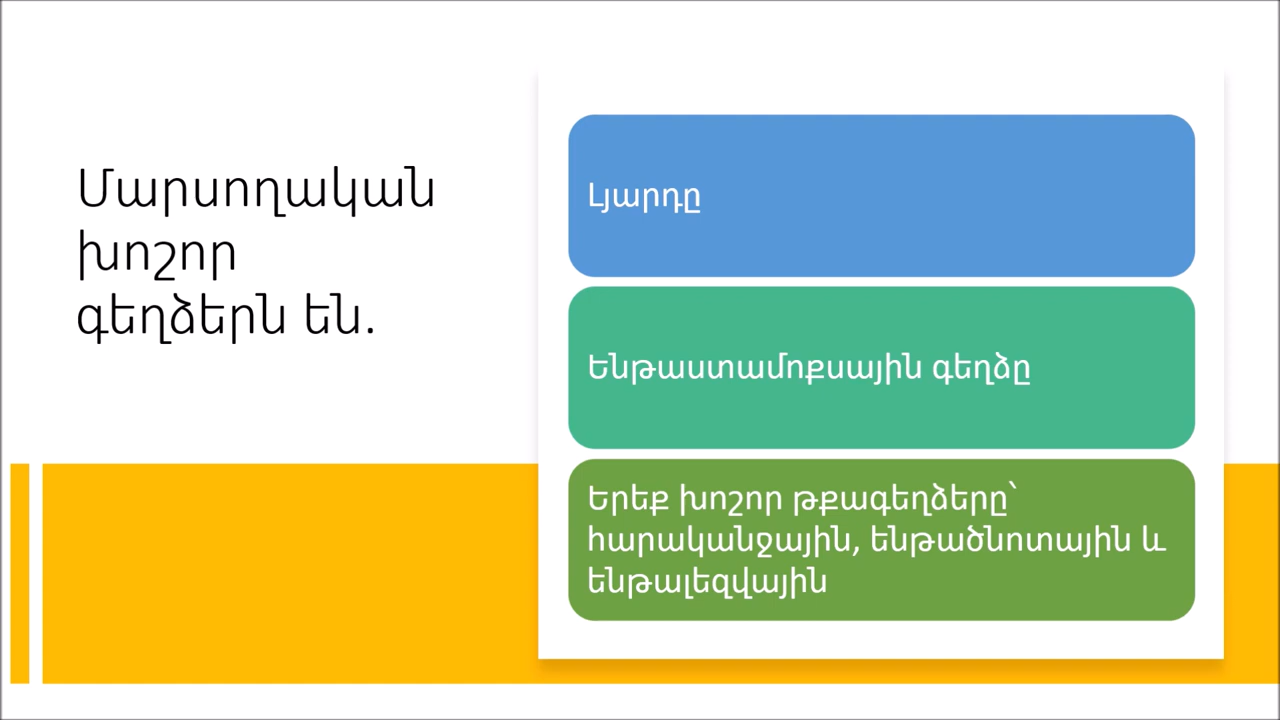 Մարսողական
խոշոր
գեղձերն են.
Լյարդը
Ենթաստամոքսային գեղձը
Երեք խոշոր թքագեղձերը՝
հարականջային, ենթածնոտային և
ենթալեզվային